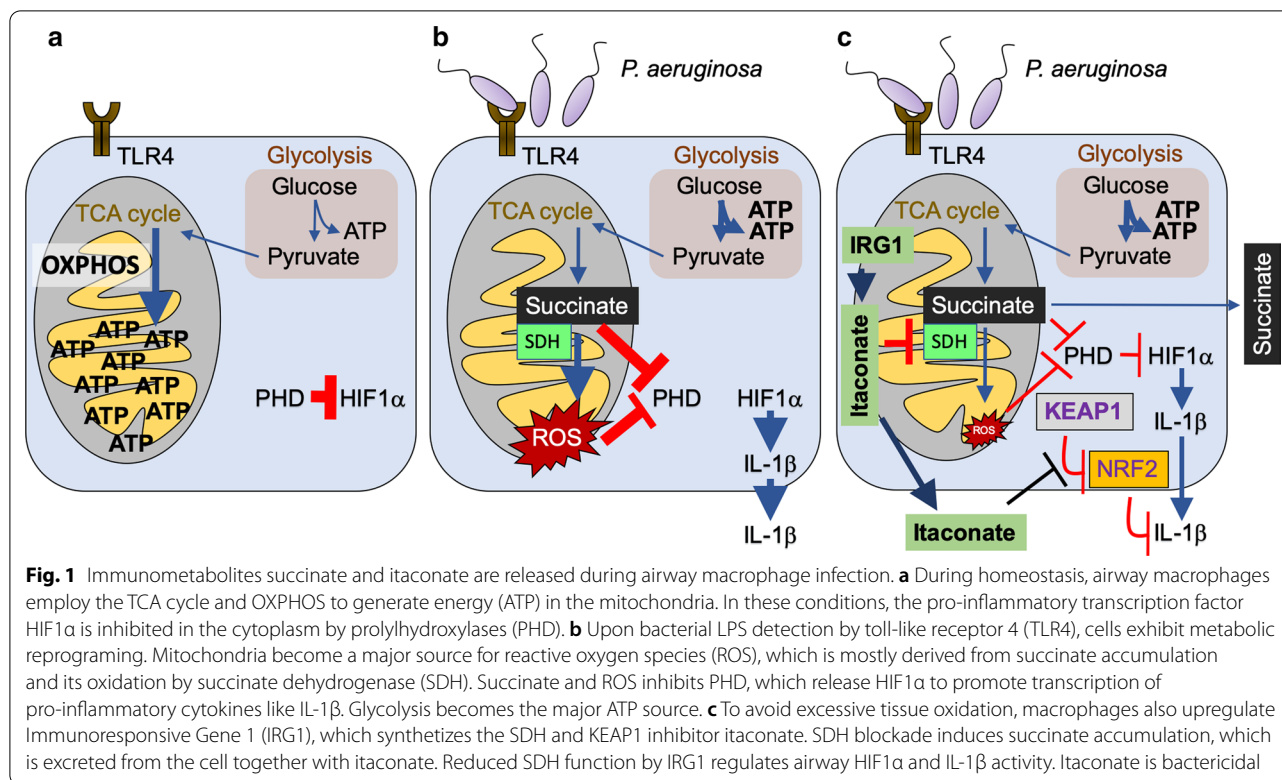 a
TLR4
Glycolysis
Glucose
TCA cycle
ATP
Pyruvate
OXPHOS
ATP
ATP ATP
ATP
ATP ATP
ATP ATP
ATP
PHD HIF1α
b
P. aeruginosa
TLR4
Glycolysis
Glucose
ATP
ATP
TCA cycle
Pyruvate
Succinate
SDH
PHD
ROS
HIF1α
IL-1β
IL-1β
c
P. aeruginosa
TLR4
Glycolysis
Glucose
ATP
ATP
TCA cycle
Pyruvate
IRG1
Succinate
Succinate
SDH
Itaconate
PHD HIF1α
ROS
KEAP1
IL-1β
NRF2
Itaconate
IL-1β
Fig. 1 Immunometabolites succinate and itaconate are released during airway macrophage infection. a During homeostasis, airway macrophages
employ the TCA cycle and OXPHOS to generate energy (ATP) in the mitochondria. In these conditions, the pro-inflammatory transcription factor
HIF1α is inhibited in the cytoplasm by prolylhydroxylases (PHD). b Upon bacterial LPS detection by toll-like receptor 4 (TLR4), cells exhibit metabolic
reprograming. Mitochondria become a major source for reactive oxygen species (ROS), which is mostly derived from succinate accumulation
and its oxidation by succinate dehydrogenase (SDH). Succinate and ROS inhibits PHD, which release HIF1α to promote transcription of
pro-inflammatory cytokines like IL-1β. Glycolysis becomes the major ATP source. c To avoid excessive tissue oxidation, macrophages also upregulate
Immunoresponsive Gene 1 (IRG1), which synthetizes the SDH and KEAP1 inhibitor itaconate. SDH blockade induces succinate accumulation, which
is excreted from the cell together with itaconate. Reduced SDH function by IRG1 regulates airway HIF1α and IL-1β activity. Itaconate is bactericidal